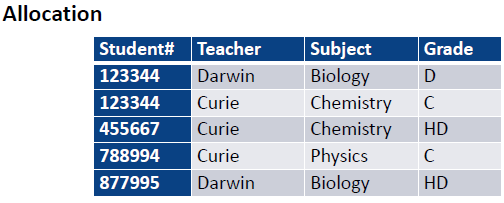 Allocation
Student# Teacher Subject Grade
123344 Darwin Biology D
123344 Curie Chemistry C
455667 Curie Chemistry HD
788994 Curie Physics C
877995 Darwin Biology HD